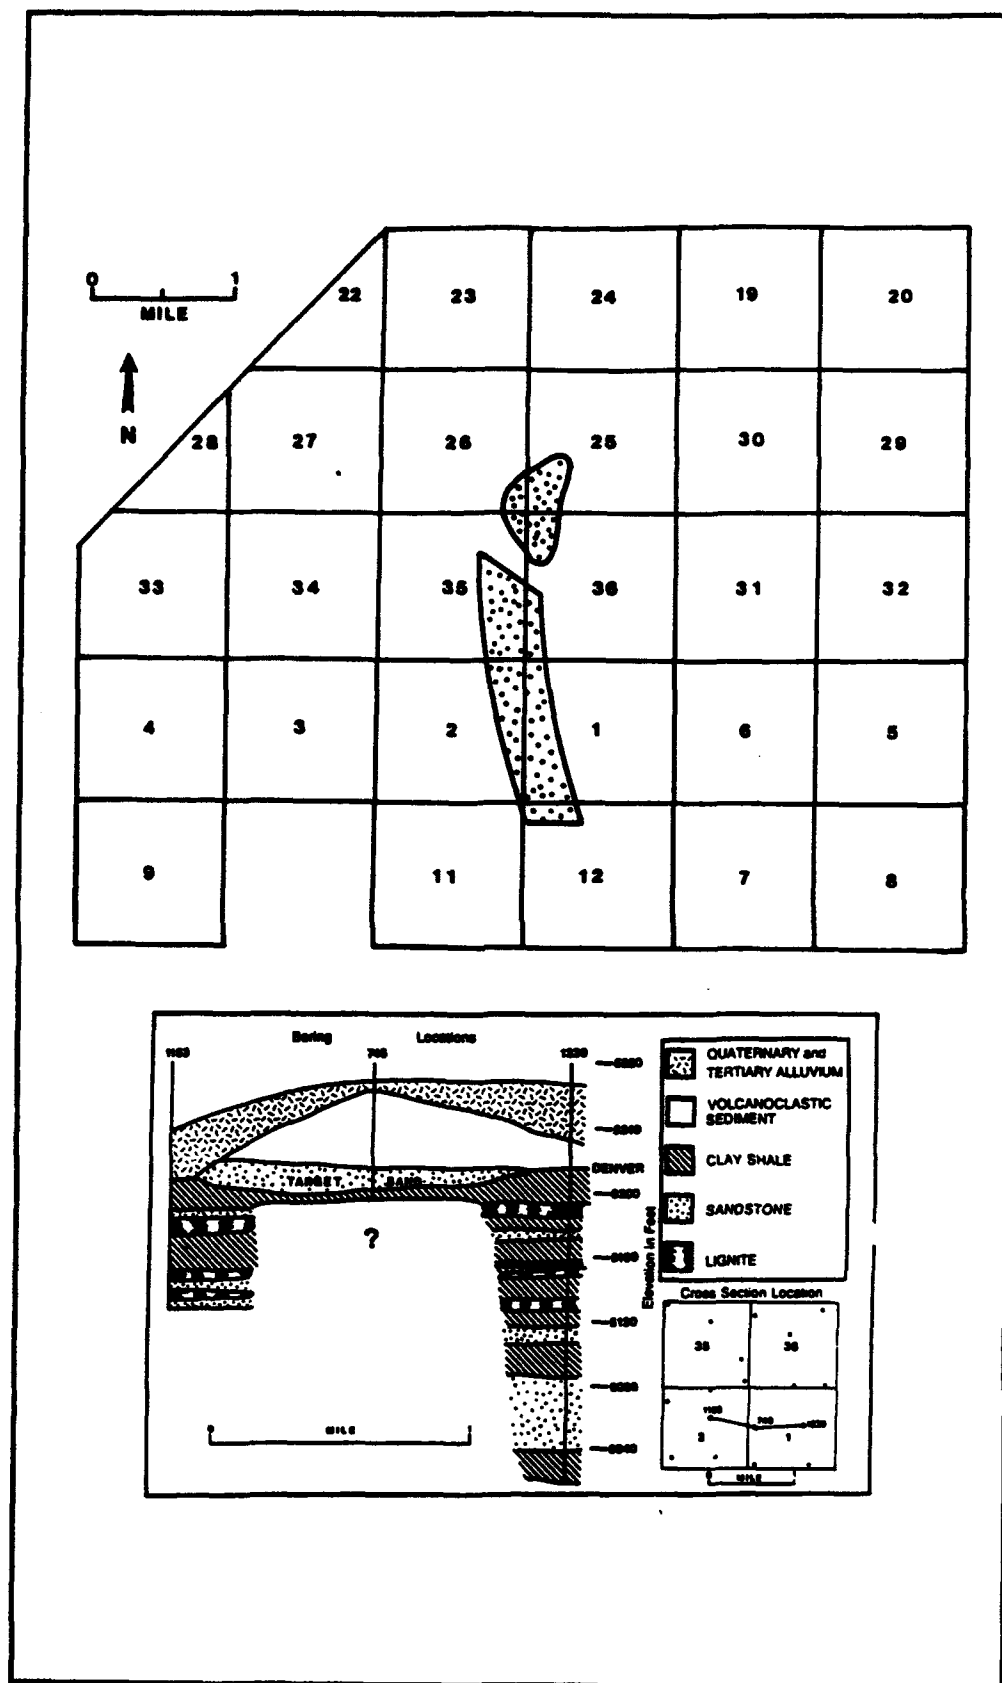 0 1
MILE
N
22 23 24 19 20
28 27 26 25 30 29
33 34 35 36 31 32
4 3 2 1 6 5
9 11 12 7 8
Boring Locations
TARGET SAND
?
DENVER
Elevation in Feet
MILE
QUATERNARY and
TERTIARY ALLUVIUM
VOLCANOCLASTIC
SEDIMENT
CLAY SHALE
SANDSTONE
LIGNITE
Cross Section Location
35 36
2 1
MILE